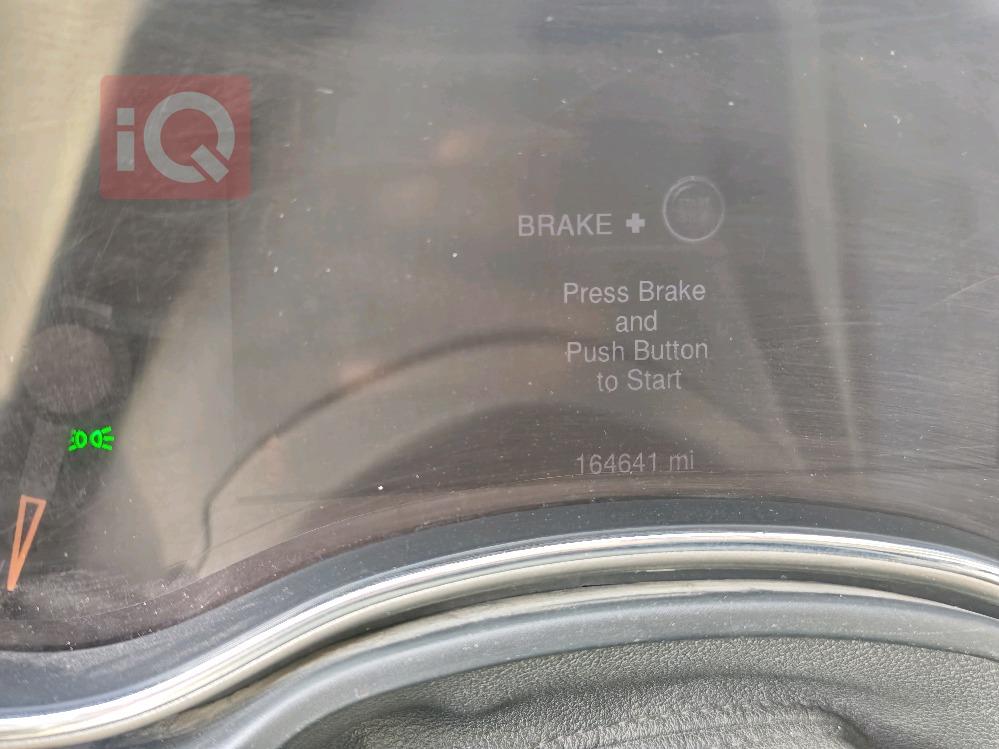 iQ
BRAKE +
Press Brake
and
Push Button
to Start
164641 mi